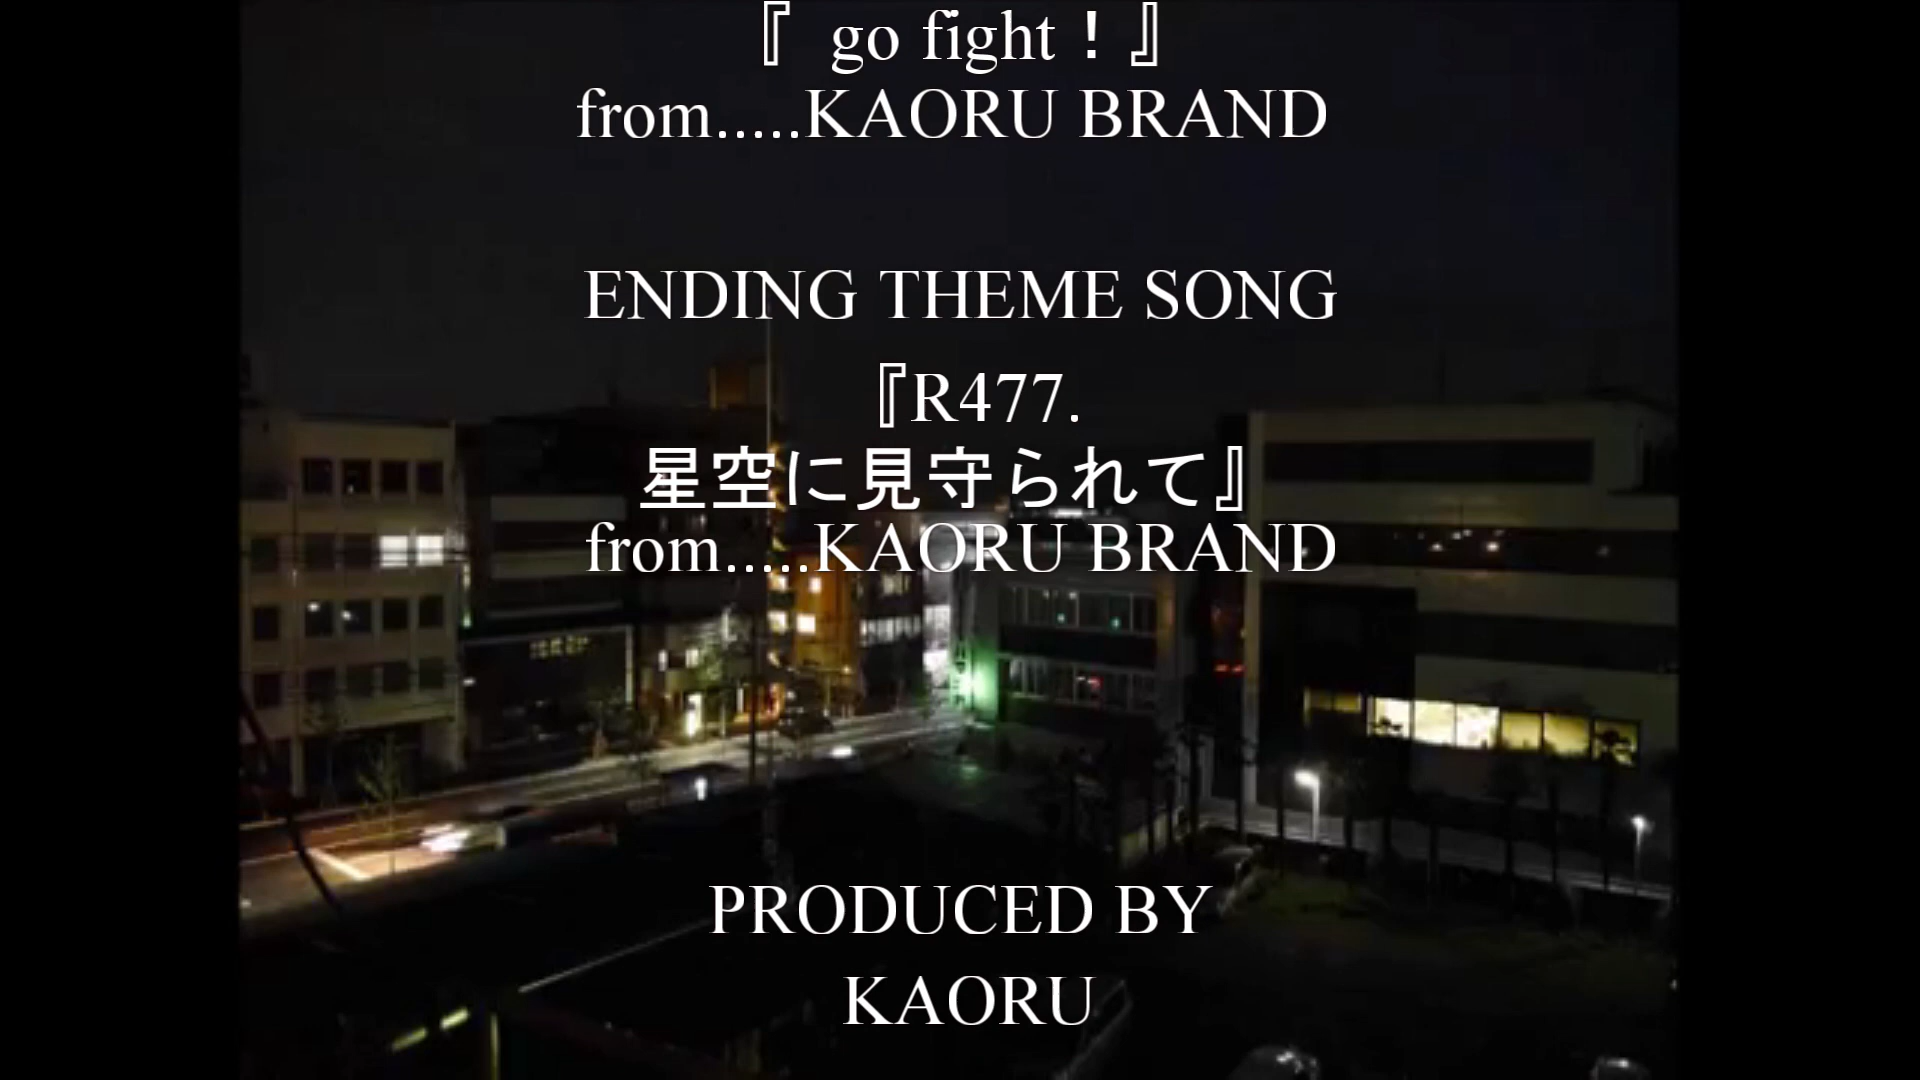 『 go fight！』
from.....KAORU BRAND
ENDING THEME SONG
『R477.
星空に見守られて』
from.....KAORU BRAND
PRODUCED BY
KAORU